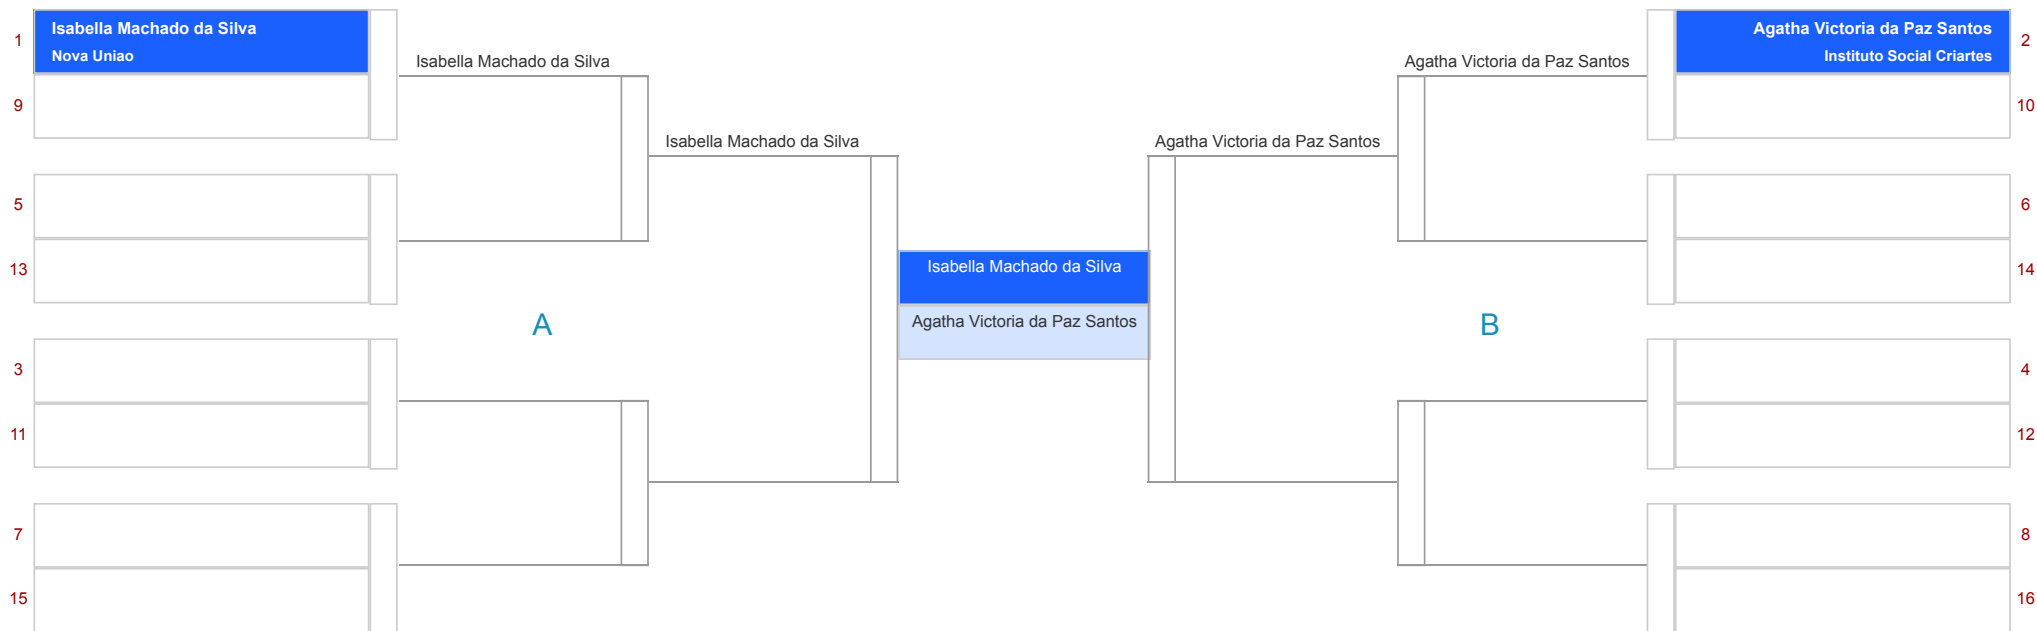 1
Isabella Machado da Silva
Nova Uniao
9
5
13
3
11
7
15
Isabella Machado da Silva
Isabella Machado da Silva
A
Isabella Machado da Silva
Agatha Victoria da Paz Santos
Agatha Victoria da Paz Santos
Agatha Victoria da Paz Santos
B
Agatha Victoria da Paz Santos
Instituto Social Criartes
2
10
6
14
4
12
8
16